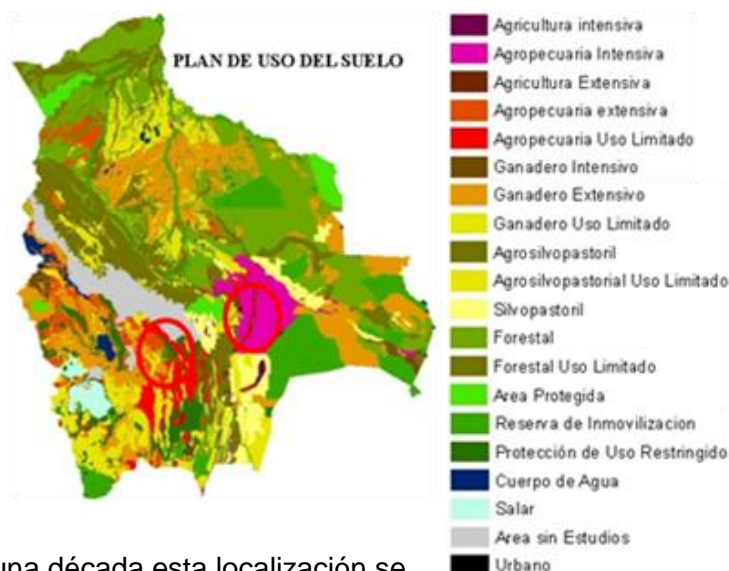 PLAN DE USO DEL SUELO
Agricultura intensiva
Agropecuaria Intensiva
Agricultura Extensiva
Agropecuaria extensiva
Agropecuaria Uso Limitado
Ganadero Intensivo
Ganadero Extensivo
Ganadero Uso Limitado
Agrosilvopastoril
Agrosilvopastorial Uso Limitado
Silvopastoril
Forestal
Forestal Uso Limitado
Area Protegida
Reserva de Inmovilizacion
Protección de Uso Restringido
Cuerpo de Agua
Salar
Area sin Estudios
Urbano
una década esta localización se